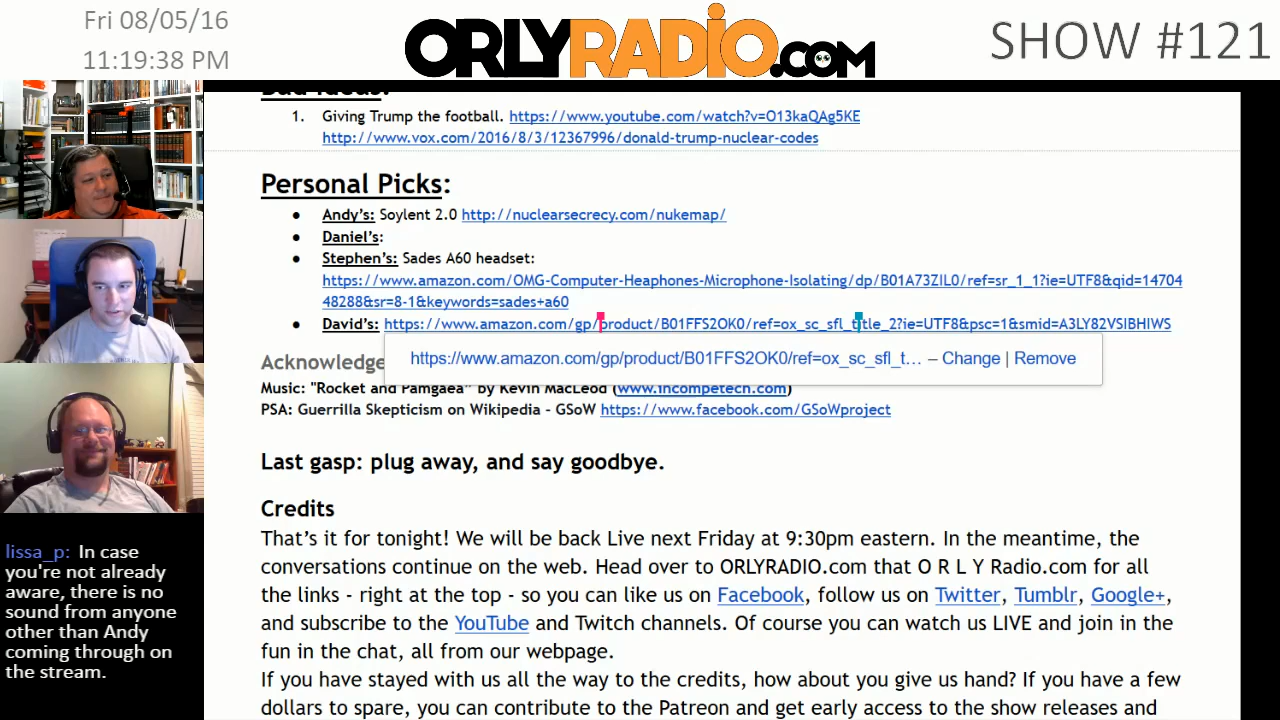 Fri 08/05/16
11:19:38 PM
ORLYRADIO.COM
SHOW #121
Bad Ideas:
1. Giving Trump the football. https://www.youtube.com/watch?v=O13kaQAg5KE
http://www.vox.com/2016/8/3/12367996/donald-trump-nuclear-codes
Personal Picks:
● Andy's: Soylent 2.0 http://nuclearsecrecy.com/nukemap/
● Daniel's:
● Stephen's: Sades A60 headset:
https://www.amazon.com/OMG-Computer-Heaphones-Microphone-Isolating/dp/B01A73ZIL0/ref=sr_1_1?ie=UTF8&qid=14704
48288&sr=8-1&keywords=sades+a60
● David's: https://www.amazon.com/gp/product/B01FFS2OK0/ref=ox_sc_sfl_title_2?ie=UTF8&psc=1&smid=A3LY82VSIBHIWS
https://www.amazon.com/gp/product/B01FFS2OK0/ref=ox_sc_sfl_t… – Change | Remove
Acknowledge
Music: "Rocket and Pamgaea" by Kevin MacLeod (www.incompetech.com)
PSA: Guerrilla Skepticism on Wikipedia - GSoW https://www.facebook.com/GSoWproject
Last gasp: plug away, and say goodbye.
Credits
That's it for tonight! We will be back Live next Friday at 9:30pm eastern. In the meantime, the
conversations continue on the web. Head over to ORLYRADIO.com that O R L Y Radio.com for all
the links - right at the top - so you can like us on Facebook, follow us on Twitter, Tumblr, Google+,
and subscribe to the YouTube and Twitch channels. Of course you can watch us LIVE and join in the
fun in the chat, all from our webpage.
If you have stayed with us all the way to the credits, how about you give us hand? If you have a few
dollars to spare, you can contribute to the Patreon and get early access to the show releases and
lissa_p: In case
you're not already
aware, there is no
sound from anyone
other than Andy
coming through on
the stream.